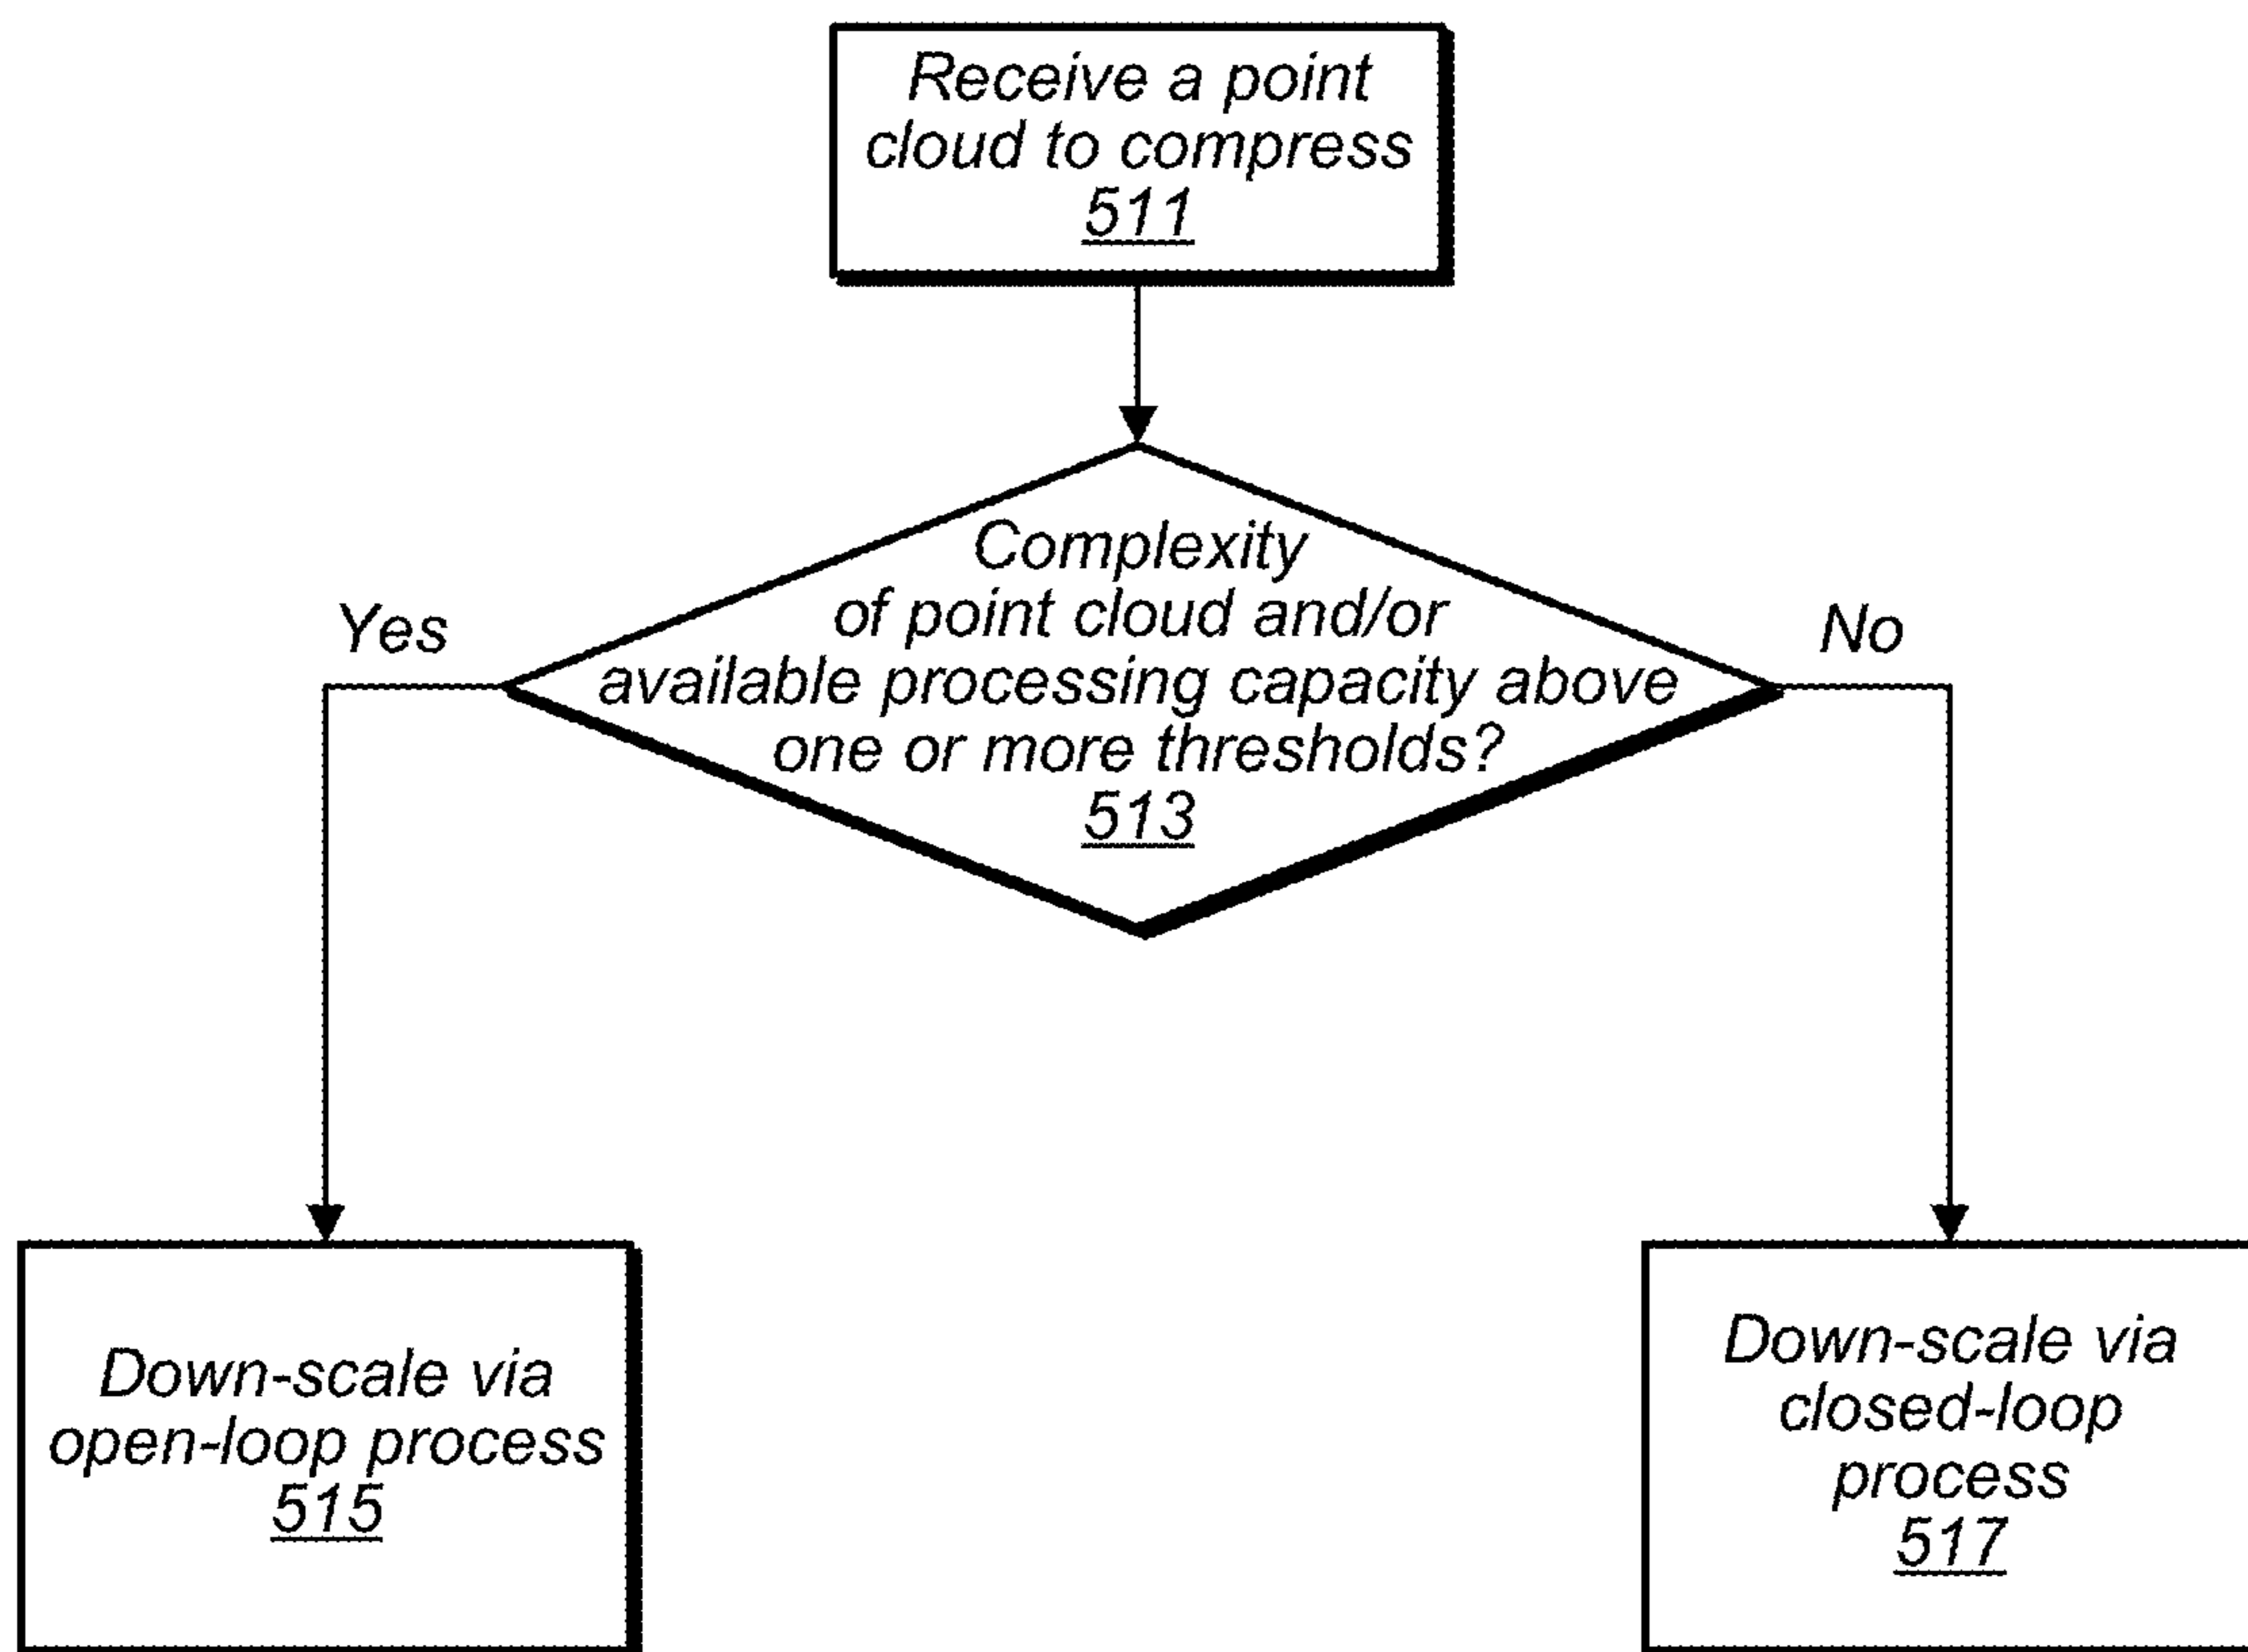 Receive a point
cloud to compress
511
Complexity
of point cloud and/or
available processing capacity above
one or more thresholds?
513
Yes
No
Down-scale via
open-loop process
515
Down-scale via
closed-loop
process
517